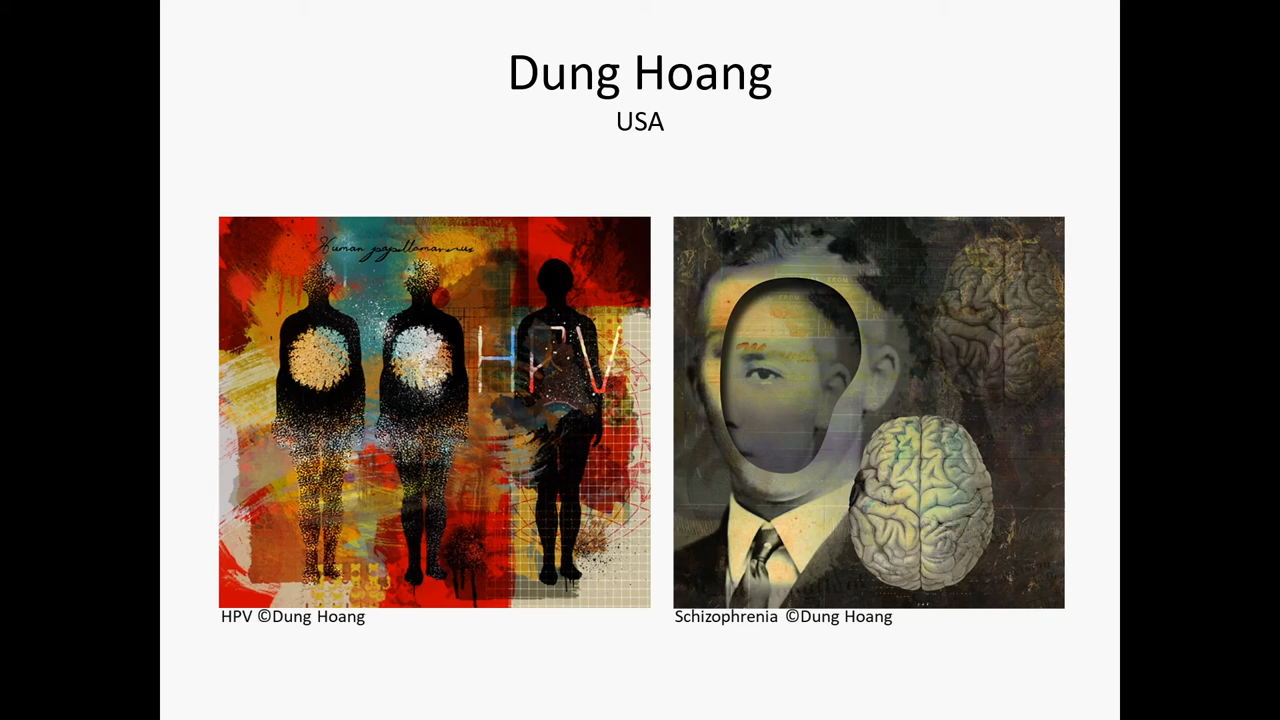 Dung Hoang
USA
Human papillomavirus
HPV
HPV ©Dung Hoang
Schizophrenia ©Dung Hoang